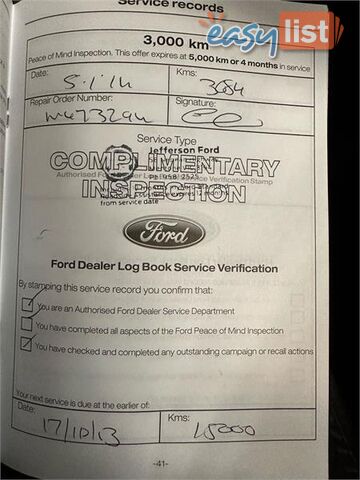 Service records
easylist
3,000 km
Peace of Mind Inspection. This offer expires at 5,000 km or 4 months in service
Date:
Kms:
Repair Order Number:
Signature:
Service Type
Jefferson Ford
COMPLIMENTARY
INSPECTION
from service date
Ford
Ford Dealer Log Book Service Verification
By stamping this service record you confirm that:
You are an Authorised Ford Dealer Service Department
You have completed all aspects of the Ford Peace of Mind Inspection
You have checked and completed any outstanding campaign or recall actions
Your next service is due at the earlier of:
Date:
17/10/13
Kms:
15000
-41-